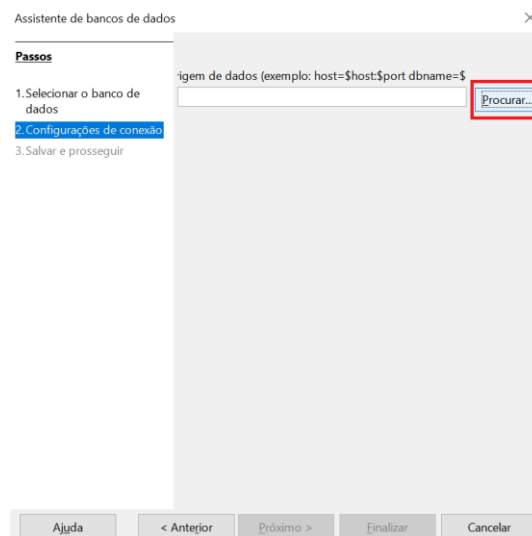 Assistente de bancos de dados
Passos
rigem de dados (exemplo: host=$host:$port dbname=$
1. Selecionar o banco de
dados
Procurar...
2. Configurações de conexão
3. Salvar e prosseguir
Ajuda
< Anterior
Próximo >
Finalizar
Cancelar